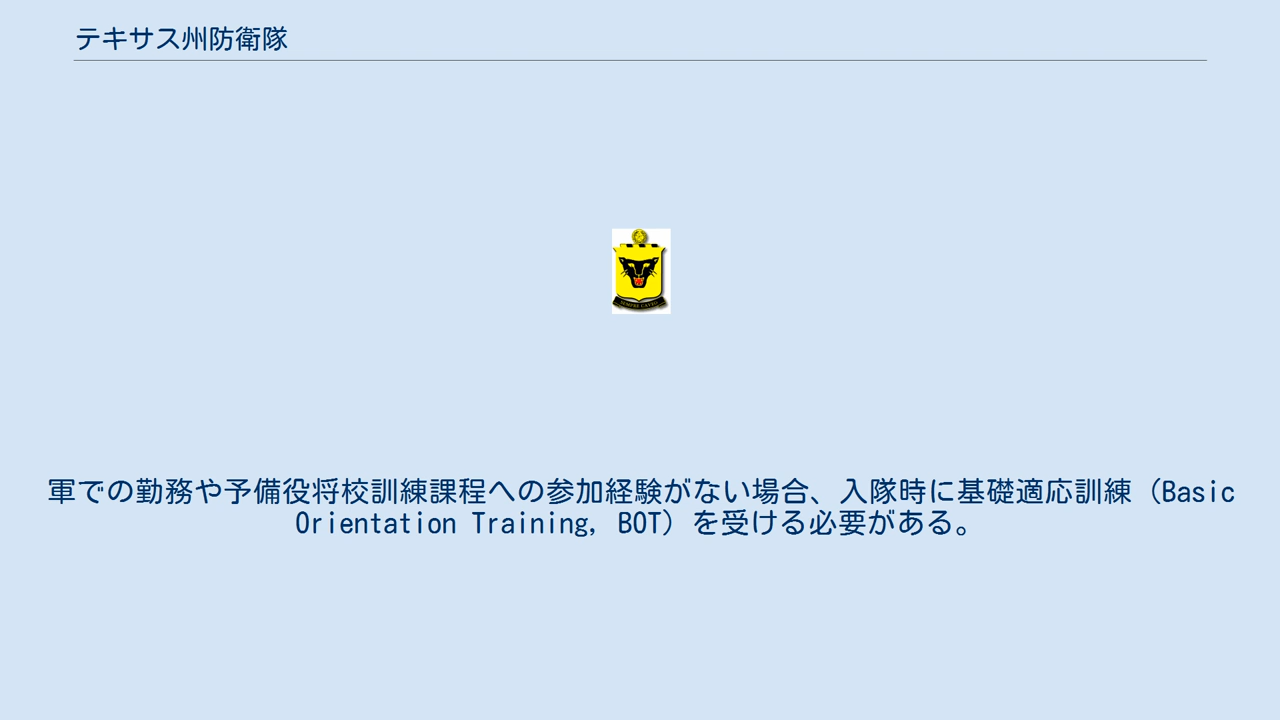 テキサス州防衛隊
軍での勤務や予備役将校訓練課程への参加経験がない場合、入隊時に基礎適応訓練（Basic
Orientation Training, BOT）を受ける必要がある。